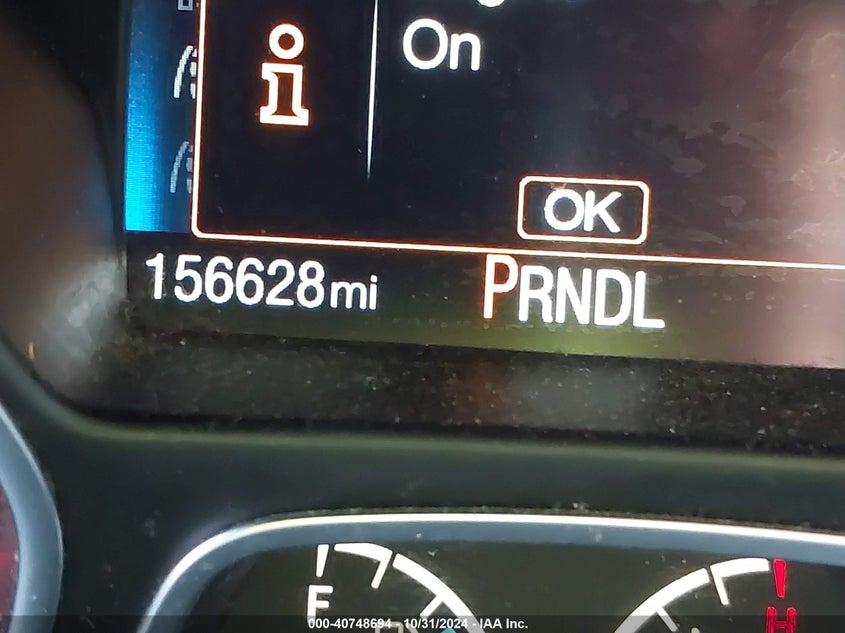 On
OK
156628mi PRNDL
F
H
000-40748694 - 10/31/2024 - IAA Inc.